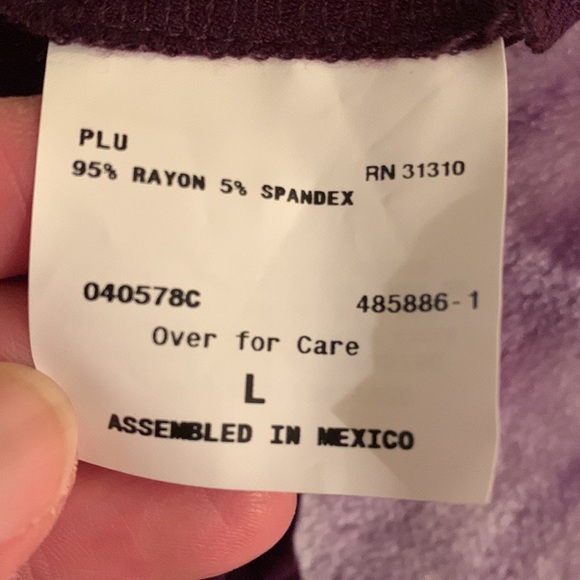 PLU
95% RAYON 5% SPANDEX RN 31310
040578C 485886-1
Over for Care
L
ASSEMBLED IN MEXICO